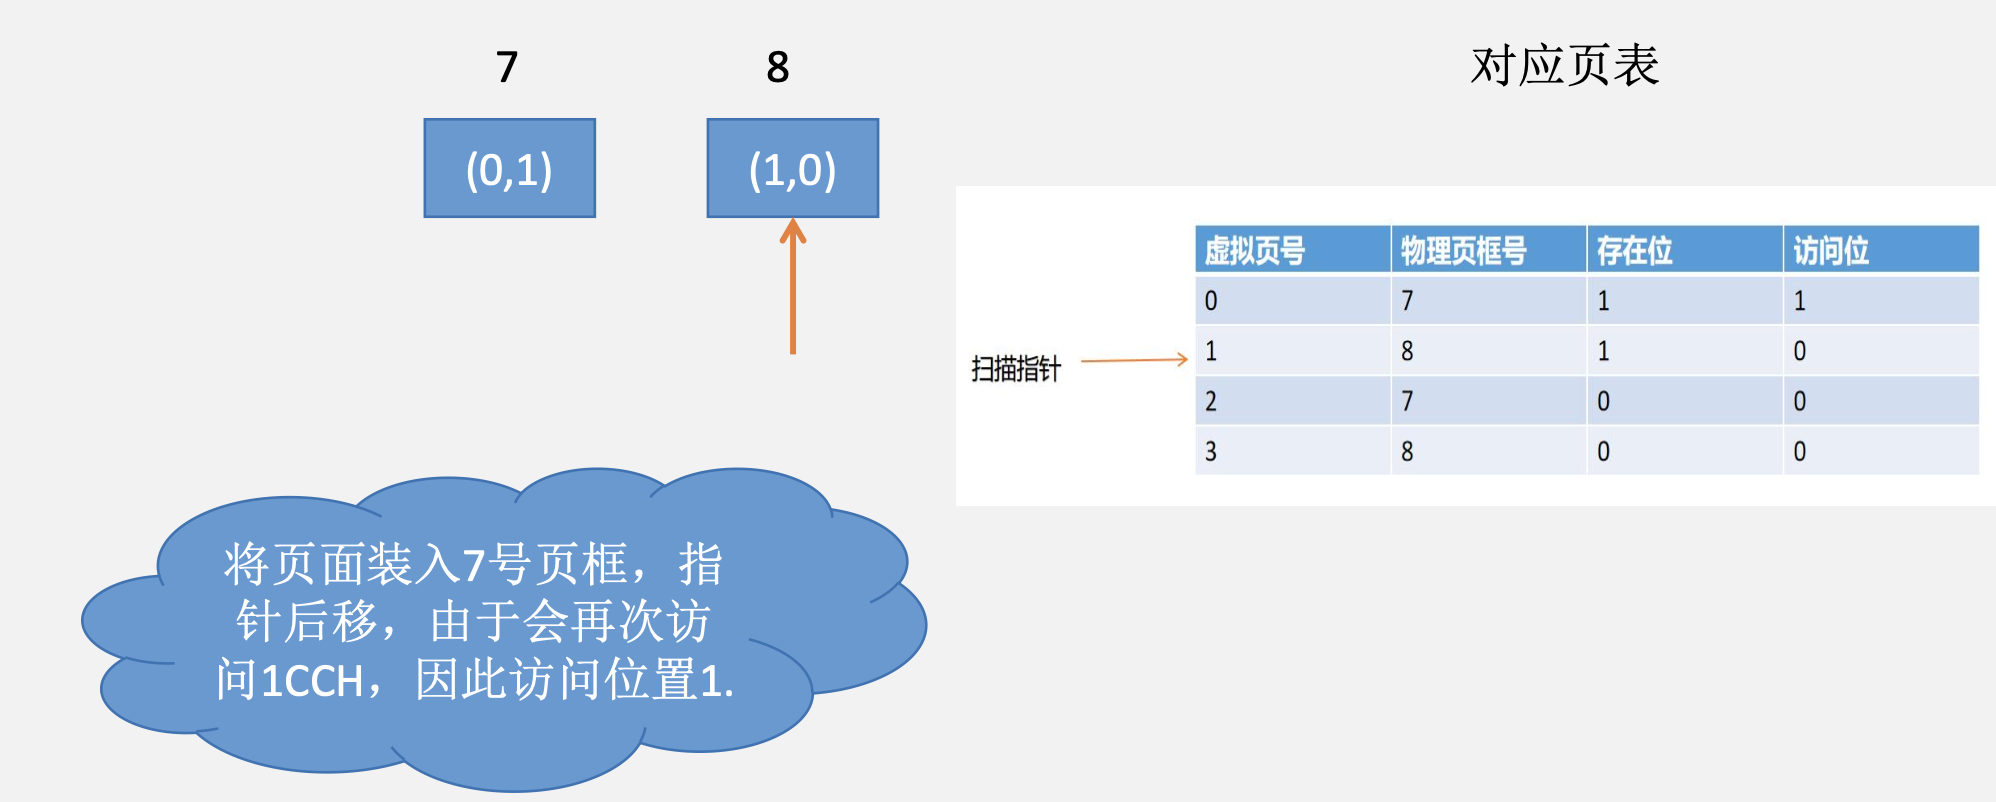 7 8
(0,1) (1,0)
将页面装入7号页框，指
针后移，由于会再次访
问1CCH，因此访问位置1.
对应页表
扫描指针
虚拟页号 物理页框号 存在位 访问位
0 7 1 1
1 8 1 0
2 7 0 0
3 8 0 0